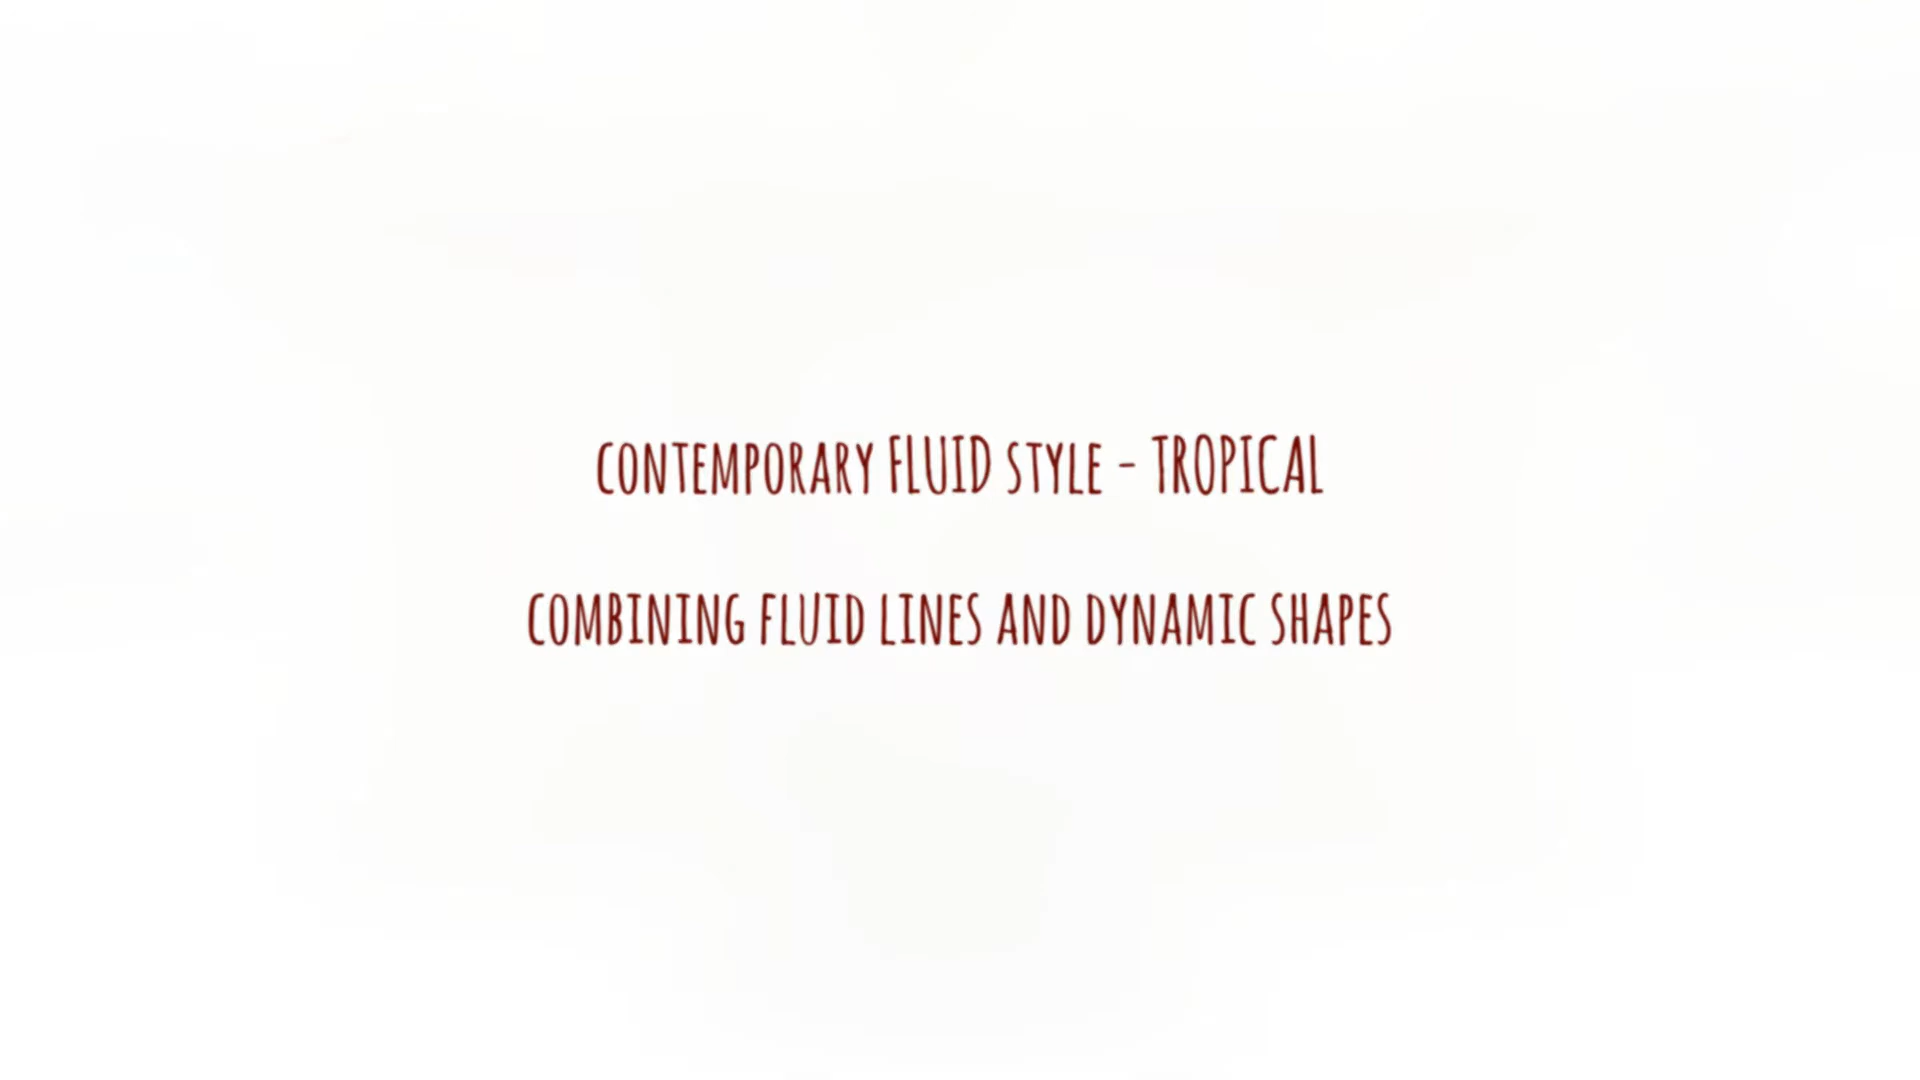 contemporary FLUID style - TROPICAL
combining fluid lines and dynamic shapes